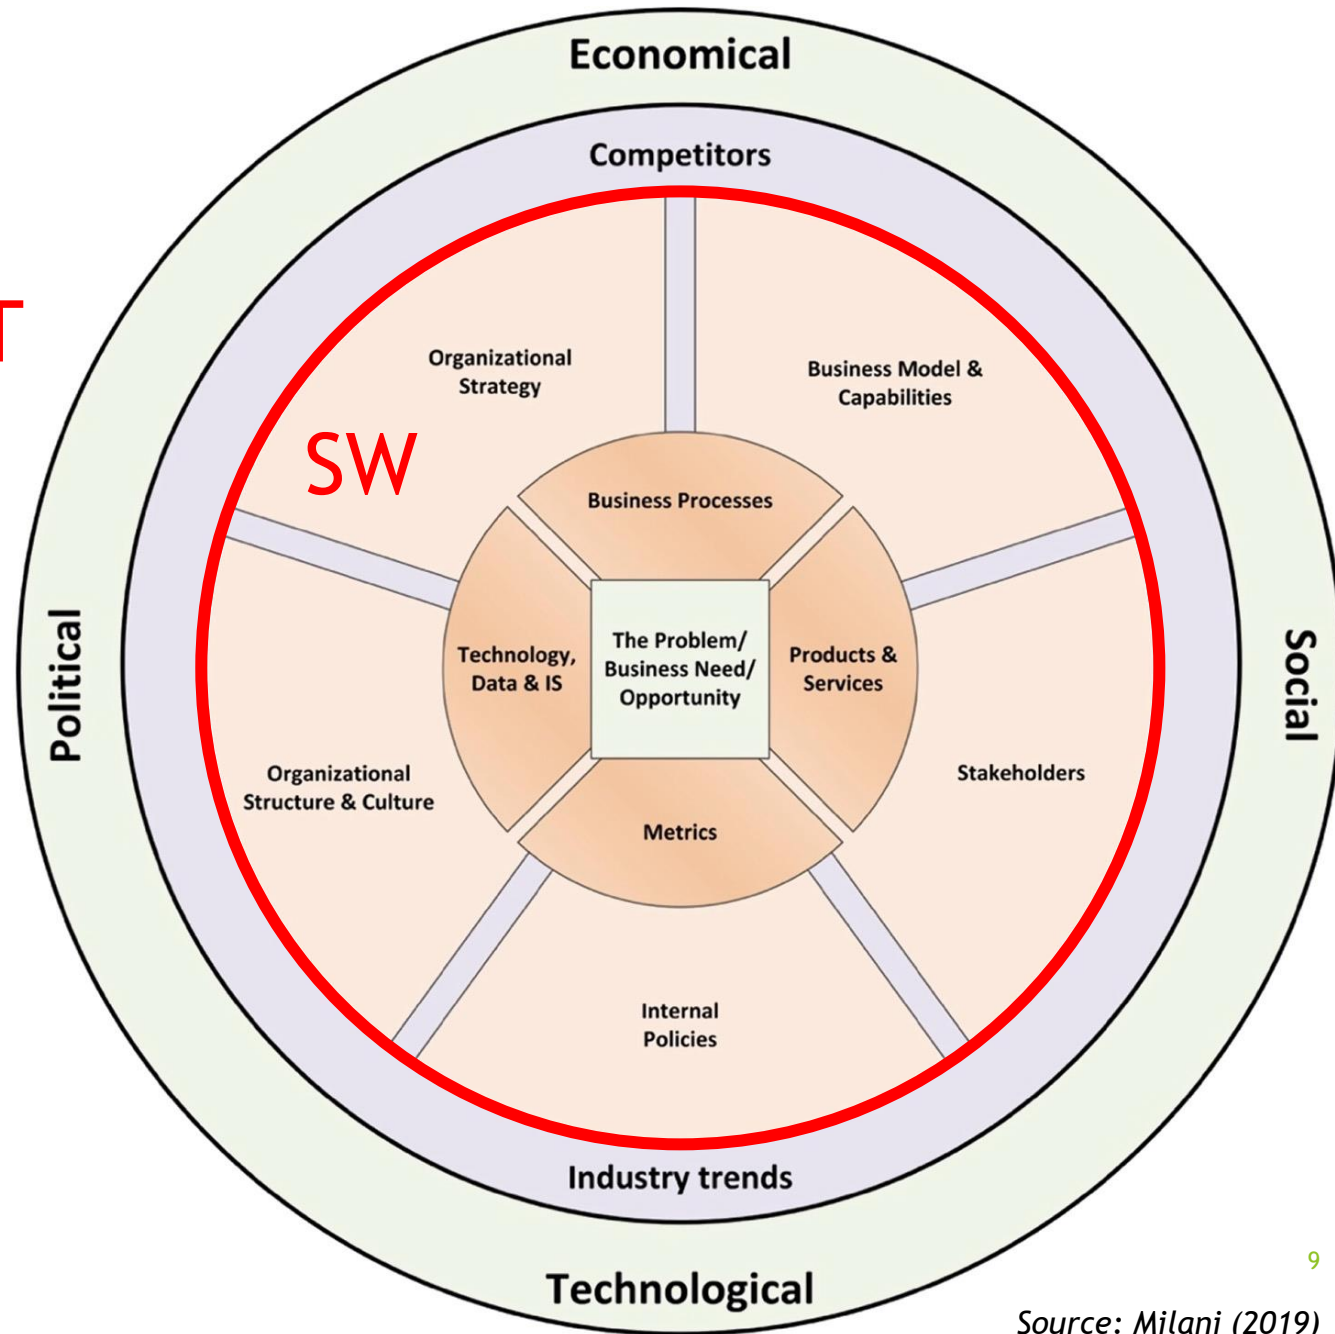 Economical
Competitors
T
Organizational
Strategy
Business Model &
Capabilities
SW
Business Processes
Political
Technology,
Data & IS
The Problem/
Business Need/
Opportunity
Products &
Services
Social
Organizational
Structure & Culture
Stakeholders
Metrics
Internal
Policies
Industry trends
Technological
9
Source: Milani (2019)